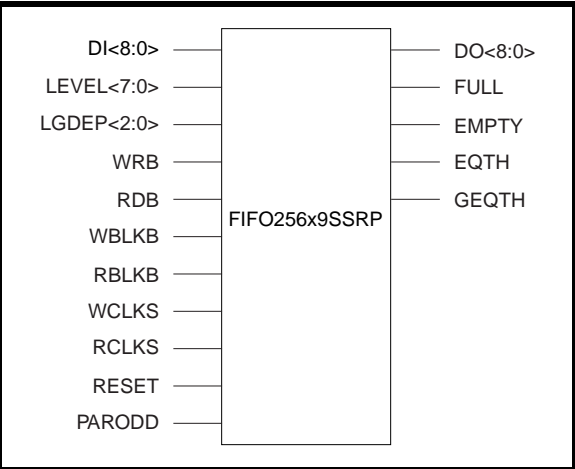 DI<8:0>
DO<8:0>
LEVEL<7:0>
FULL
LGDEP<2:0>
EMPTY
WRB
EQTH
RDB
GEQTH
FIFO256x9SSRP
WBLKB
RBLKB
WCLKS
RCLKS
RESET
PARODD